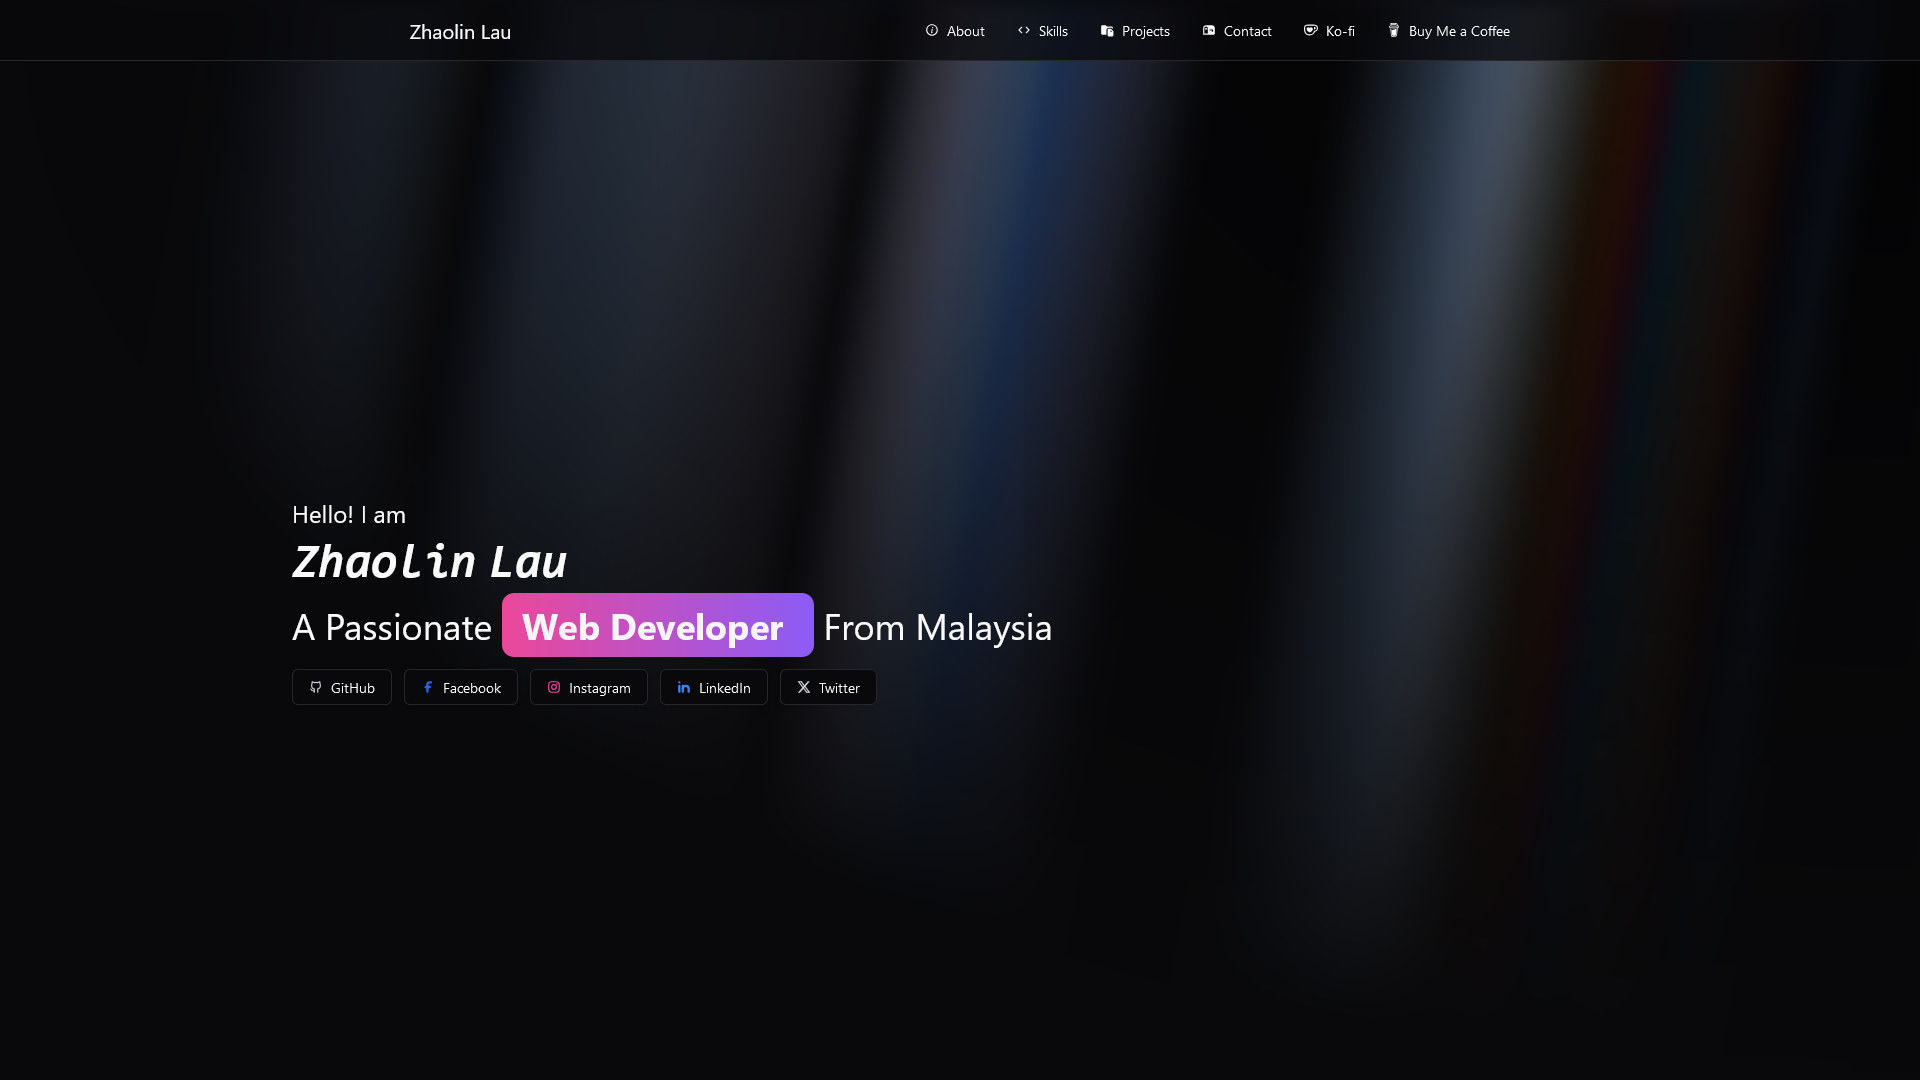 Zhaolin Lau
About Skills Projects Contact Ko-fi Buy Me a Coffee
Hello! I am
Zhaolin Lau
A Passionate Web Developer From Malaysia
GitHub Facebook Instagram LinkedIn Twitter